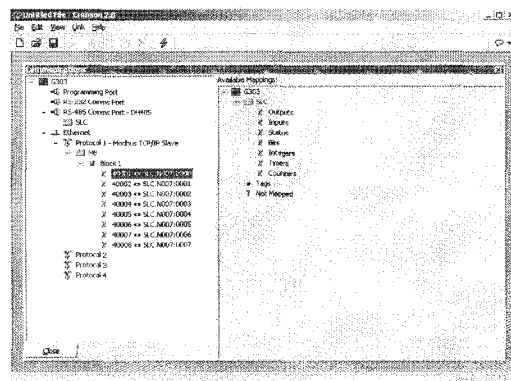 Untitled File - Crimson 2.0
File Edit View Link Help
Available Mappings:
G303
Programming Port
RS-232 Comms Port
RS-485 Comms Port - DH485
SLC
Ethernet
Protocol 1 - Modbus TCP/IP Slave
Block 1
40002 <-> SLC.N007:0001
40003 <-> SLC.N007:0002
40004 <-> SLC.N007:0003
40005 <-> SLC.N007:0004
40006 <-> SLC.N007:0005
40007 <-> SLC.N007:0006
40008 <-> SLC.N007:0007
Protocol 2
Protocol 3
Protocol 4
G303
SLC
Outputs
Inputs
Status
Bits
Integers
Timers
Counters
Tags
Not Mapped
Close